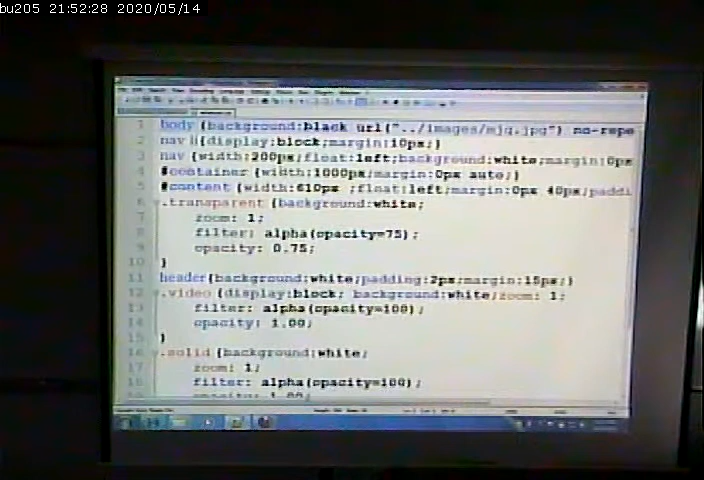 bu205 21:52:28 2020/05/14
1 body {background:black url("../images/mjq.jpg") no-repe
2 nav {display:block;margin:10px;}
3 nav {width:200px;float:left;background:white;margin:0px
4 #container {width:1000px;margin:0px auto;}
5 #content {width:610px ;float:left;margin:0px 40px;paddi
6 .transparent {background:white;
7 zoom: 1;
8 filter: alpha(opacity=75);
9 opacity: 0.75;
10 }
11 header{background:white;padding:2px;margin:15px;}
12 .video {display:block; background:white;zoom: 1;
13 filter: alpha(opacity=100);
14 opacity: 1.00;
15 }
16 .solid {background:white;
17 zoom: 1;
18 filter: alpha(opacity=100);
opacity: 1.00;